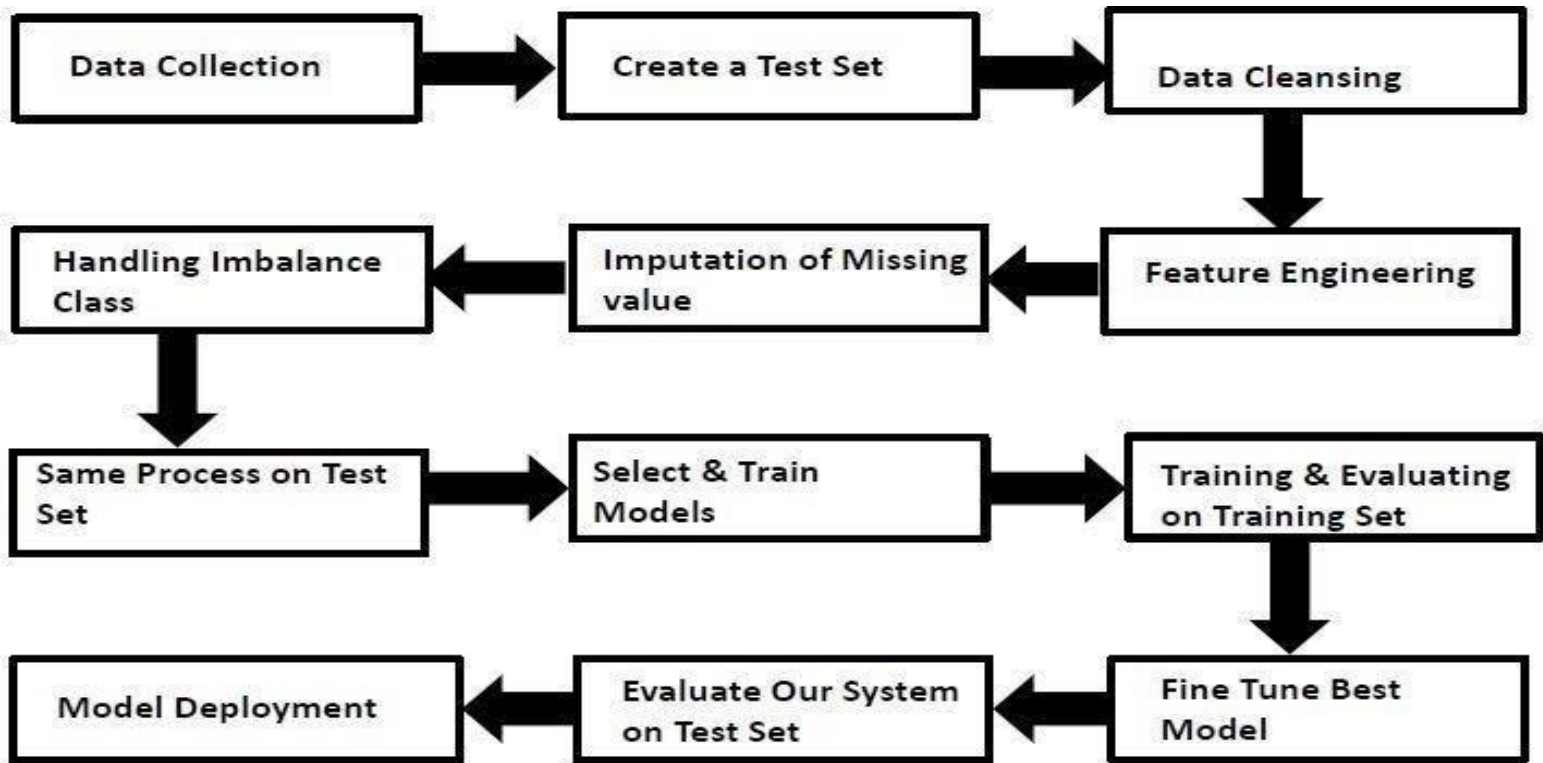 Data Collection
Create a Test Set
Data Cleansing
Feature Engineering
Imputation of Missing
value
Handling Imbalance
Class
Same Process on Test
Set
Select & Train
Models
Training & Evaluating
on Training Set
Fine Tune Best
Model
Evaluate Our System
on Test Set
Model Deployment